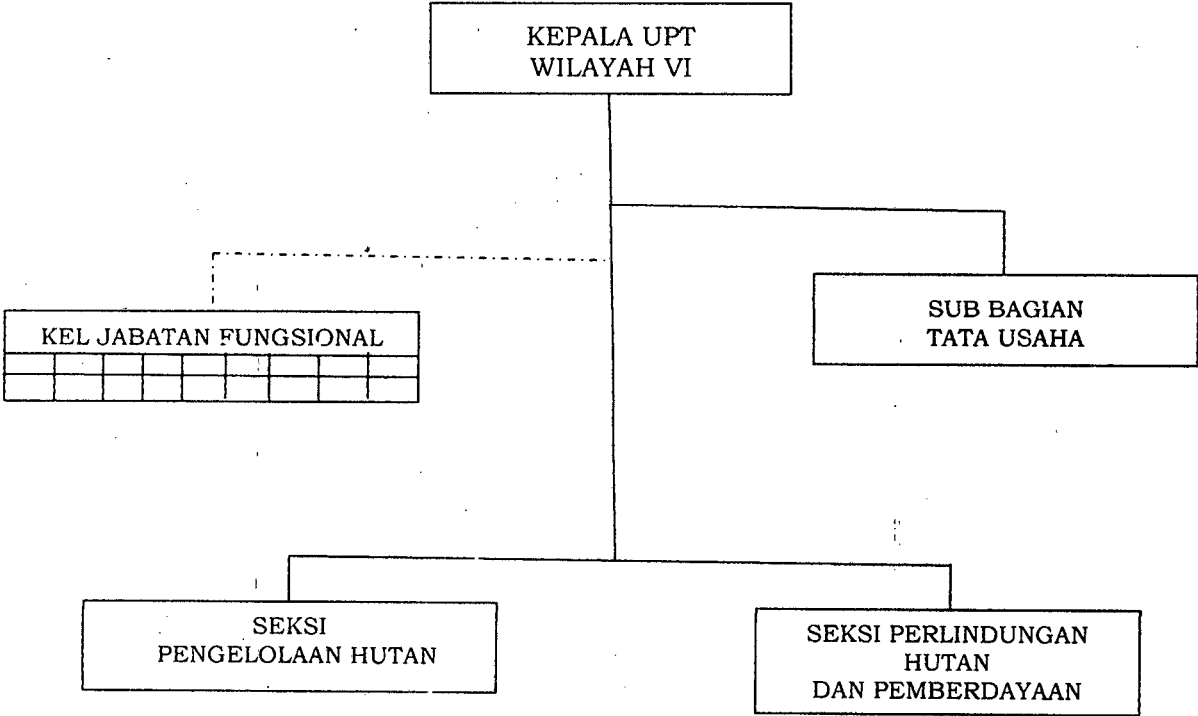 KEPALA UPT
WILAYAH VI
SUB BAGIAN
TATA USAHA
KEL JABATAN FUNGSIONAL
SEKSI
PENGELOLAAN HUTAN
SEKSI PERLINDUNGAN
HUTAN
DAN PEMBERDAYAAN